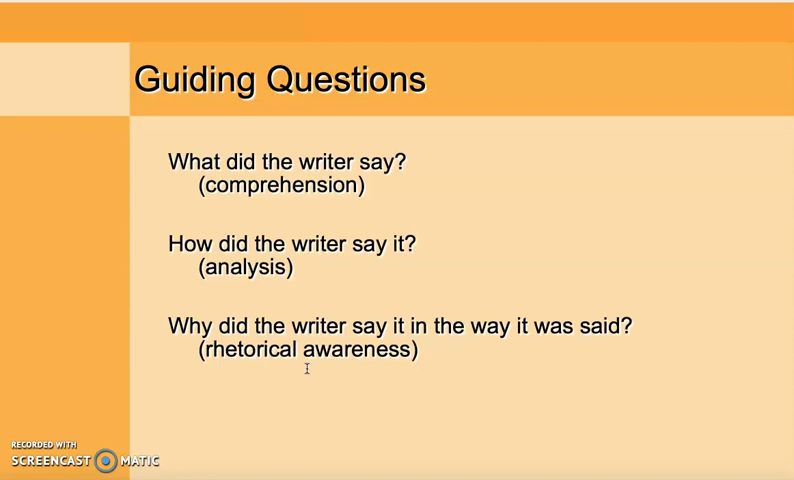 Guiding Questions
What did the writer say?
(comprehension)
How did the writer say it?
(analysis)
Why did the writer say it in the way it was said?
(rhetorical awareness)
RECORDED WITH
SCREENCAST MATIC